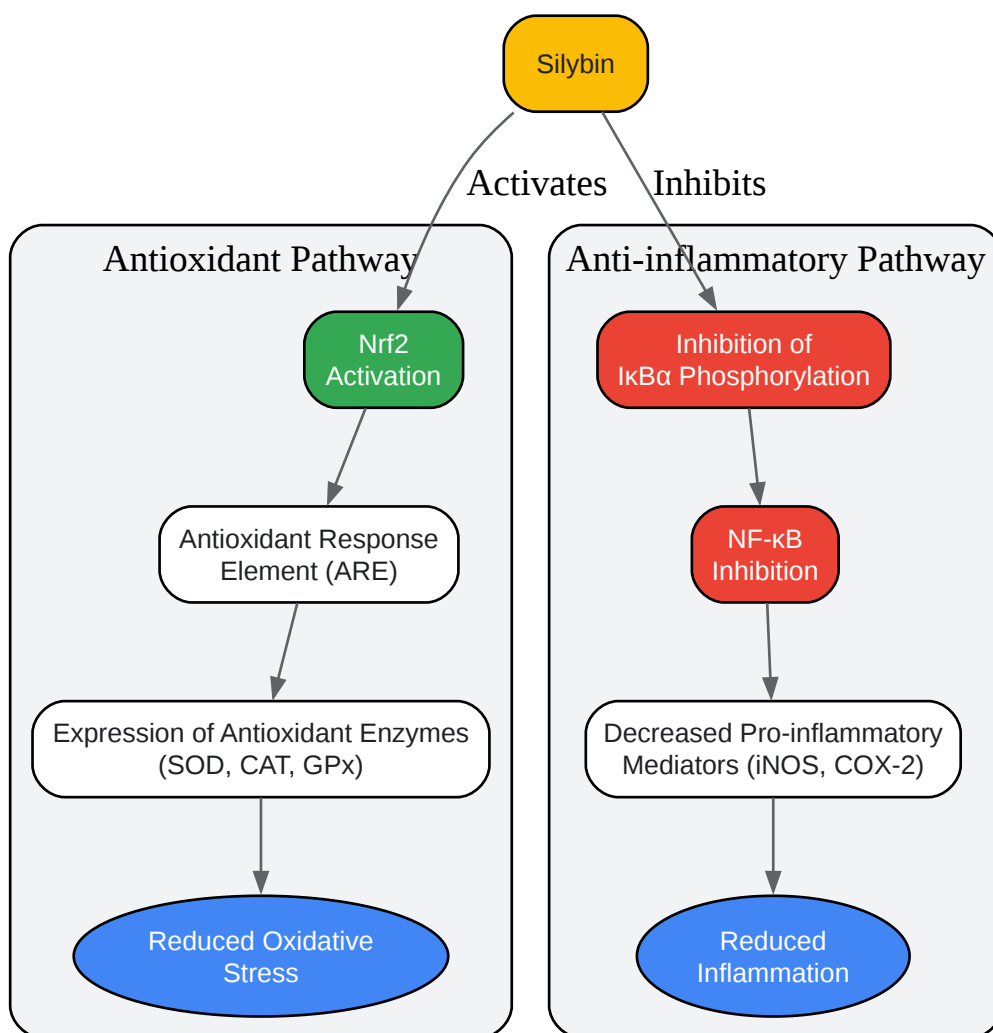 Silybin
Activates
Inhibits
Antioxidant Pathway
Nrf2
Activation
Antioxidant Response
Element (ARE)
Expression of Antioxidant Enzymes
(SOD, CAT, GPx)
Reduced Oxidative
Stress
Anti-inflammatory Pathway
Inhibition of
IκBα Phosphorylation
NF-κB
Inhibition
Decreased Pro-inflammatory
Mediators (iNOS, COX-2)
Reduced
Inflammation